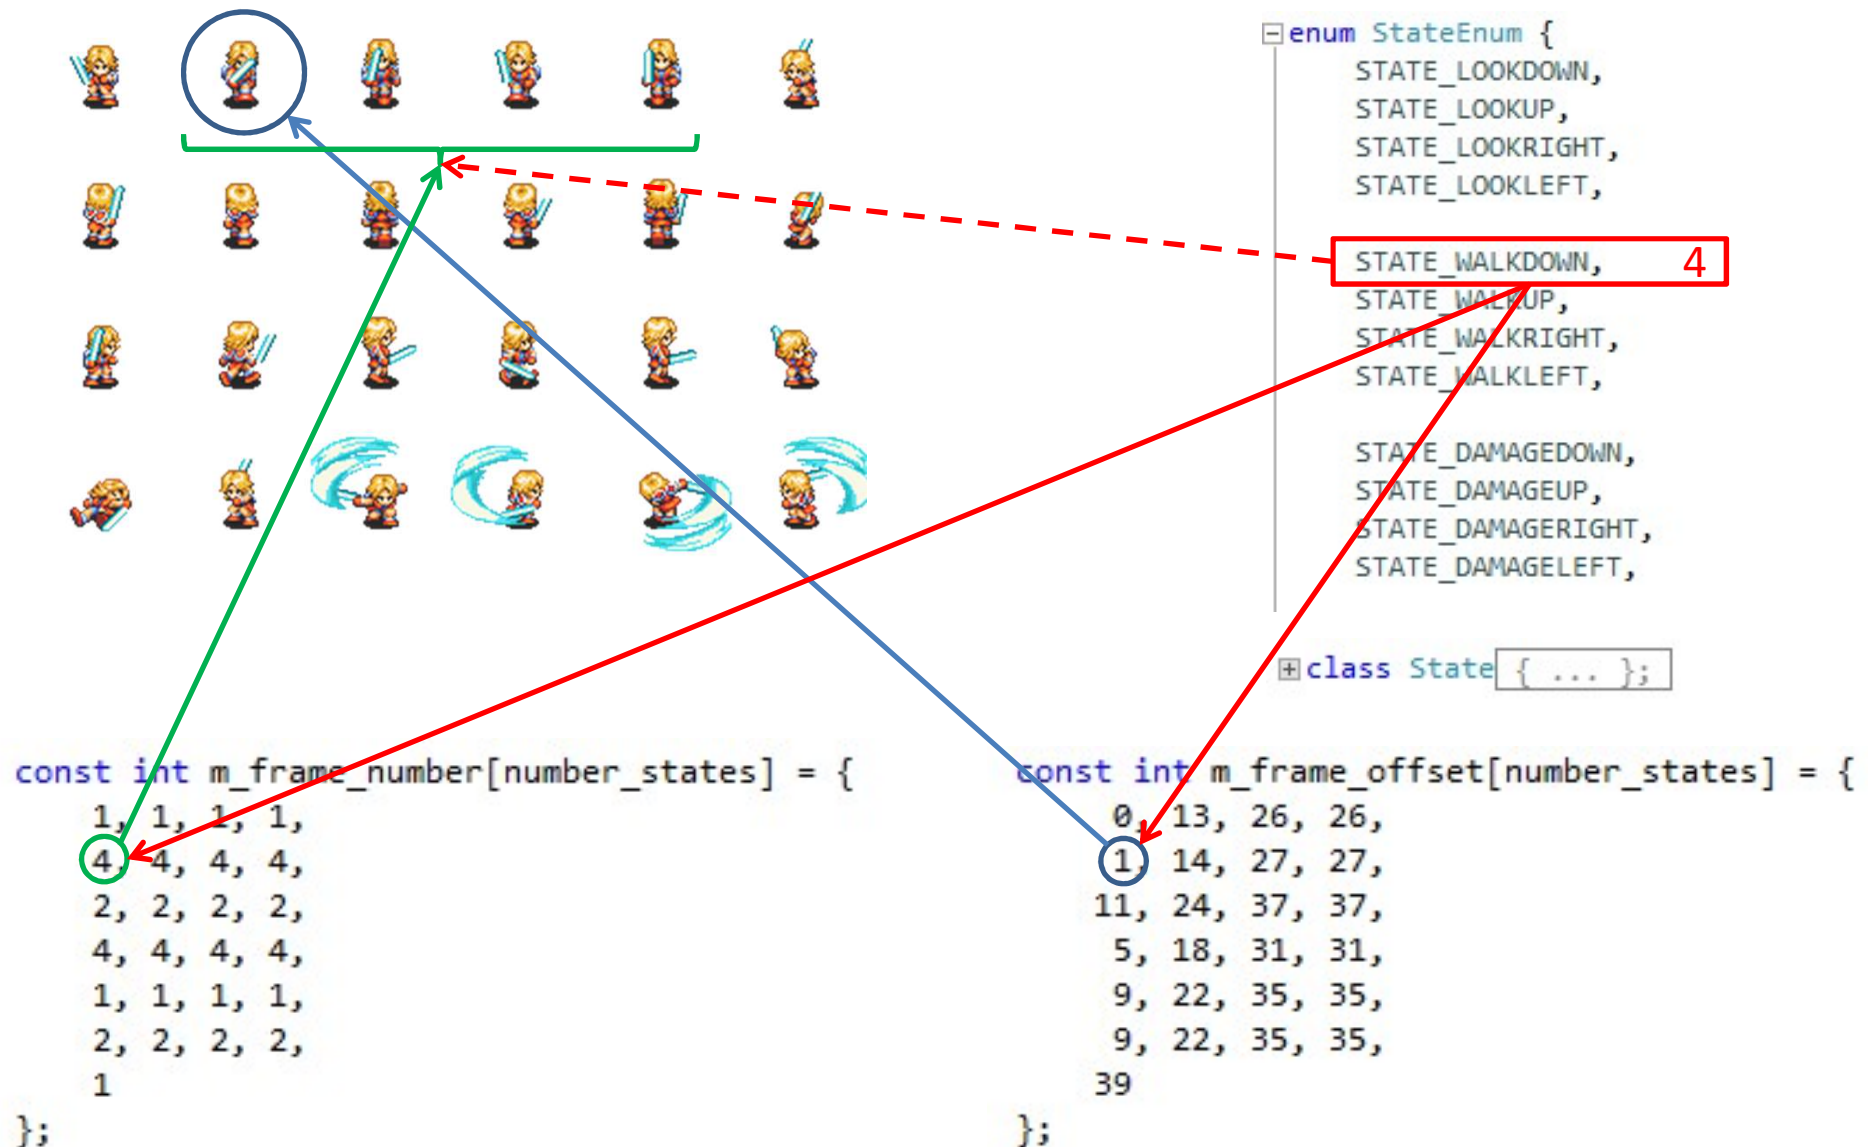 enum StateEnum {
STATE_LOOKDOWN,
STATE_LOOKUP,
STATE_LOOKRIGHT,
STATE_LOOKLEFT,
STATE_WALKDOWN, 4
STATE_WALKUP,
STATE_WALKRIGHT,
STATE_WALKLEFT,
STATE_DAMAGEDOWN,
STATE_DAMAGEUP,
STATE_DAMAGERIGHT,
STATE_DAMAGELEFT,
class State { ... };
const int m_frame_number[number_states] = {
1, 1, 1, 1,
4, 4, 4, 4,
2, 2, 2, 2,
4, 4, 4, 4,
1, 1, 1, 1,
2, 2, 2, 2,
1
};
const int m_frame_offset[number_states] = {
0, 13, 26, 26,
1, 14, 27, 27,
11, 24, 37, 37,
5, 18, 31, 31,
9, 22, 35, 35,
9, 22, 35, 35,
39
};